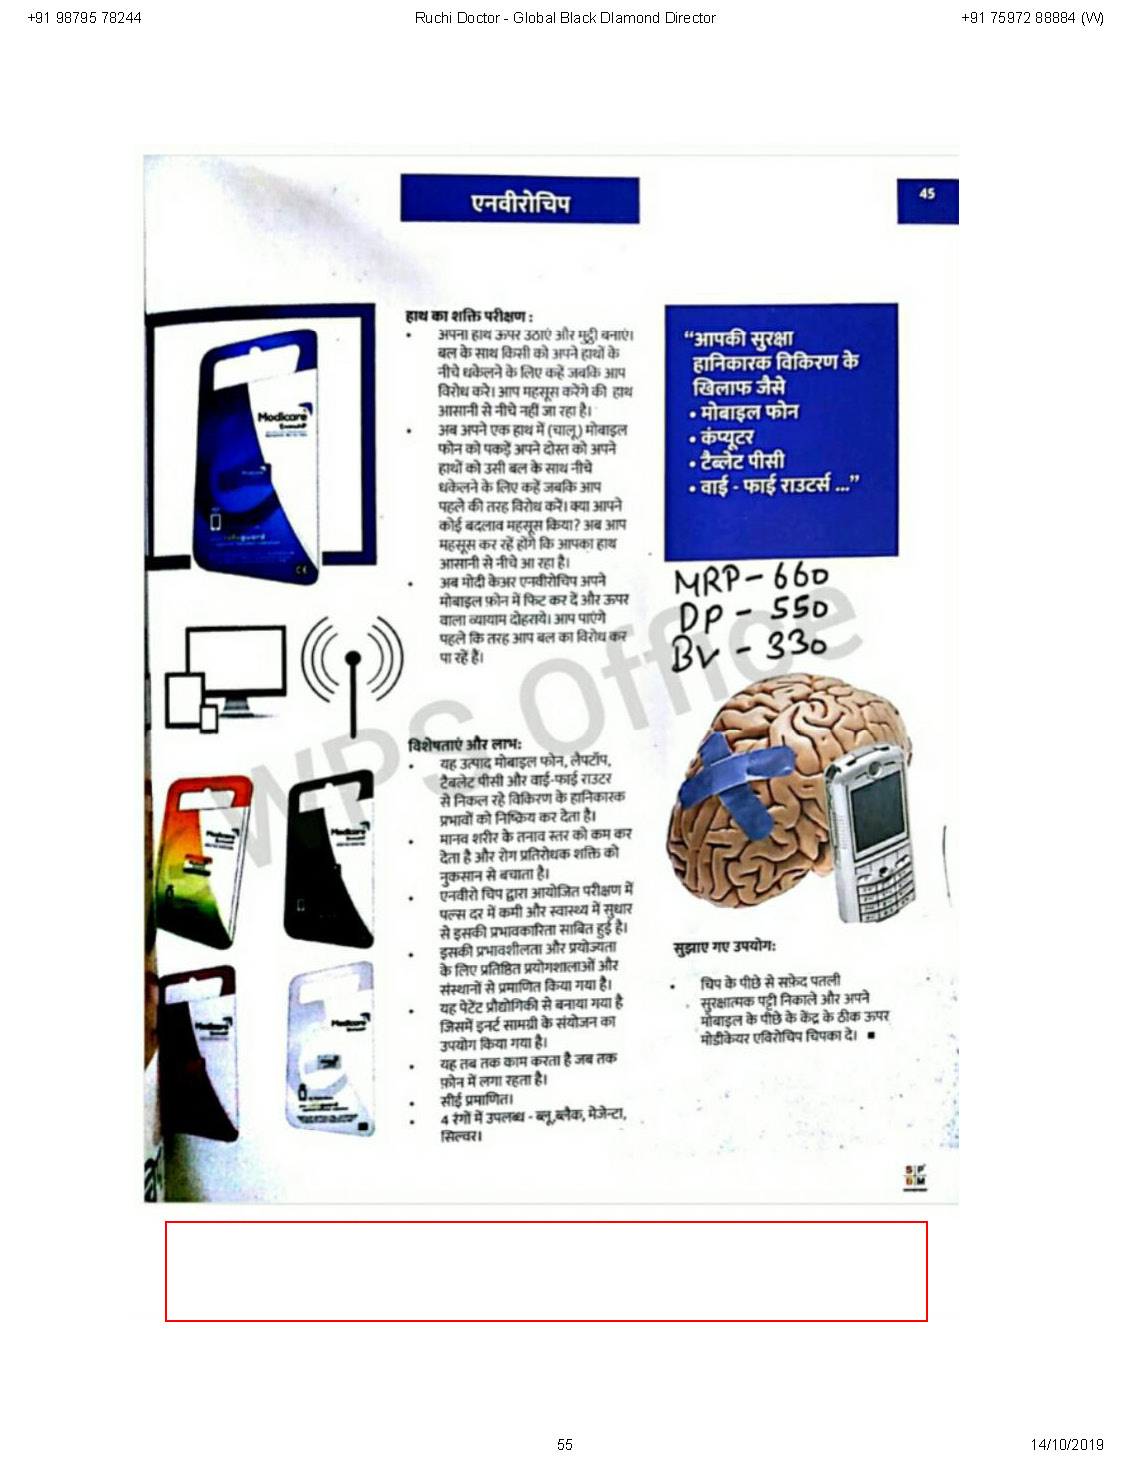 +91 98795 78244
Ruchi Doctor - Global Black DIamond Director
+91 75972 88884 (W)
एनवीरोचिप
45
हाथ का शक्ति परीक्षण :
• अपना हाथ ऊपर उठाएं और मुट्ठी बनाएं।
बल के साथ किसी को अपने हाथों के
नीचे धकेलने के लिए कहें जबकि आप
विरोध करे। आप महसूस करेंगे की हाथ
आसानी से नीचे नहीं जा रहा है।
• अब अपने एक हाथ में (चालू) मोबाइल
फोन को पकड़ें अपने दोस्त को अपने
हाथों को उसी बल के साथ नीचे
धकेलने के लिए कहें जबकि आप
पहले की तरह विरोध करें। क्या आपने
कोई बदलाव महसूस किया? अब आप
महसूस कर रहें होंगे कि आपका हाथ
आसानी से नीचे आ रहा है।
• अब मोदी केअर एनवीरोचिप अपने
मोबाइल फ़ोन में फिट कर दें और ऊपर
वाला व्यायाम दोहराये। आप पाएंगे
पहले कि तरह आप बल का विरोध कर
पा रहें हैं।
विशेषताएं और लाभ:
• यह उत्पाद मोबाइल फोन, लैपटॉप,
टैबलेट पीसी और वाई-फाई राउटर
से निकल रहे विकिरण के हानिकारक
प्रभावों को निष्क्रिय कर देता है।
• मानव शरीर के तनाव स्तर को कम कर
देता है और रोग प्रतिरोधक शक्ति को
नुकसान से बचाता है।
• एनवीरो चिप द्वारा आयोजित परीक्षण में
पल्स दर में कमी और स्वास्थ्य में सुधार
से इसकी प्रभावकारिता साबित हुई है।
• इसकी प्रभावशीलता और प्रयोज्यता
के लिए प्रतिष्ठित प्रयोगशालाओं और
संस्थानों से प्रमाणित किया गया है।
• यह पेटेंट प्रौद्योगिकी से बनाया गया है
जिसमें इनर्ट सामग्री के संयोजन का
उपयोग किया गया है।
• यह तब तक काम करता है जब तक
फ़ोन में लगा रहता है।
• सीई प्रमाणित।
• 4 रंगों में उपलब्ध - ब्लू,ब्लैक, मेजेन्टा,
सिल्वर।
“आपकी सुरक्षा
हानिकारक विकिरण के
खिलाफ जैसे
• मोबाइल फोन
• कंप्यूटर
• टैब्लेट पीसी
• वाई - फाई राउटर्स ...”
MRP - 660
DP - 550
BV - 330
सुझाए गए उपयोग:
• चिप के पीछे से सफ़ेद पतली
सुरक्षात्मक पट्टी निकाले और अपने
मोबाइल के पीछे के केंद्र के ठीक ऊपर
मोडीकेयर एविरोचिप चिपका दे। ■
Modicare
Modicare
Modicare
Modicare
Modicare
WPS Office
55
14/10/2019